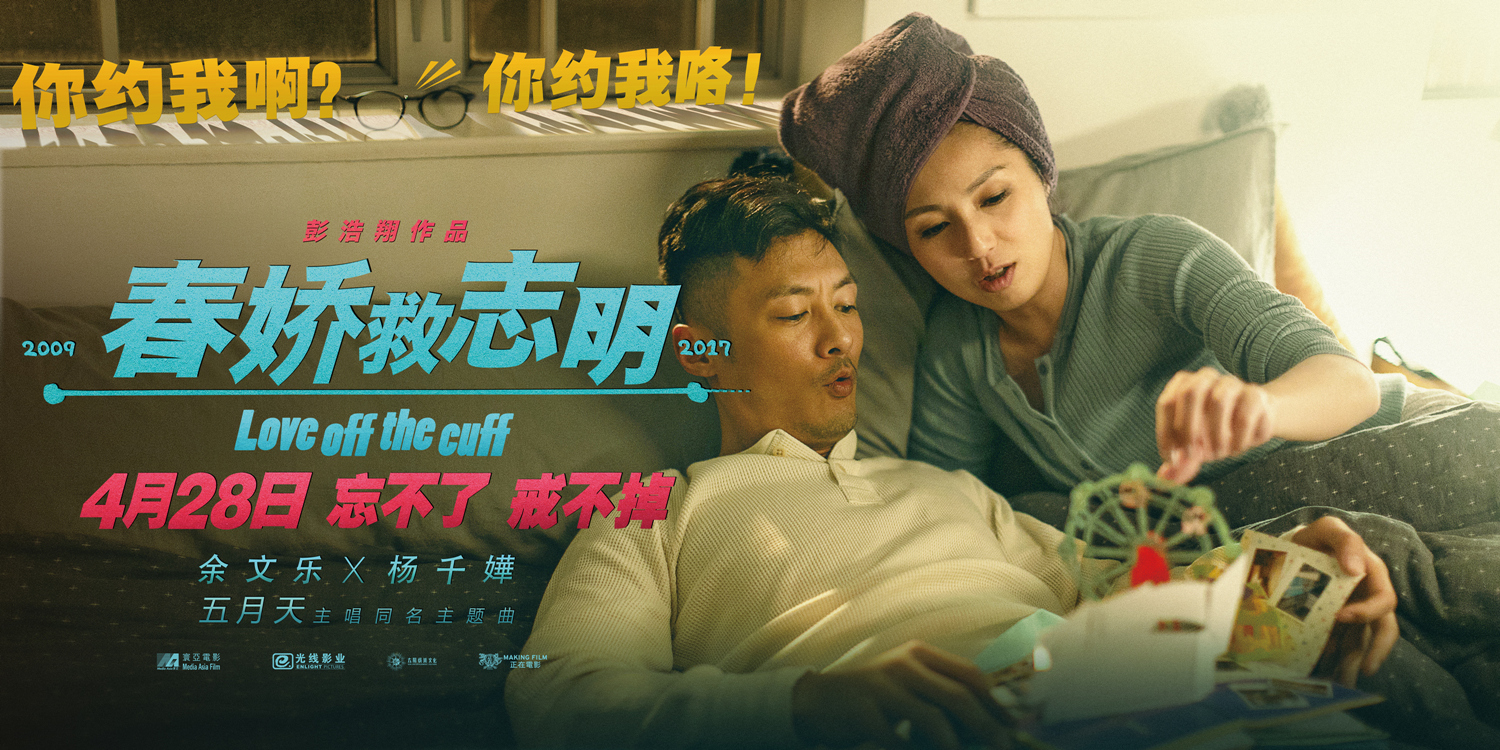 你约我啊?
你约我咯!
彭浩翔作品
2009 春娇救志明 2017
Love off the cuff
4月28日 忘不了 戒不掉
余文乐 X 杨千嬅
五月天主唱同名主题曲
寰亞電影
Media Asia Film
光线影业
ENLIGHT PICTURES
MAKING FILM
正在電影